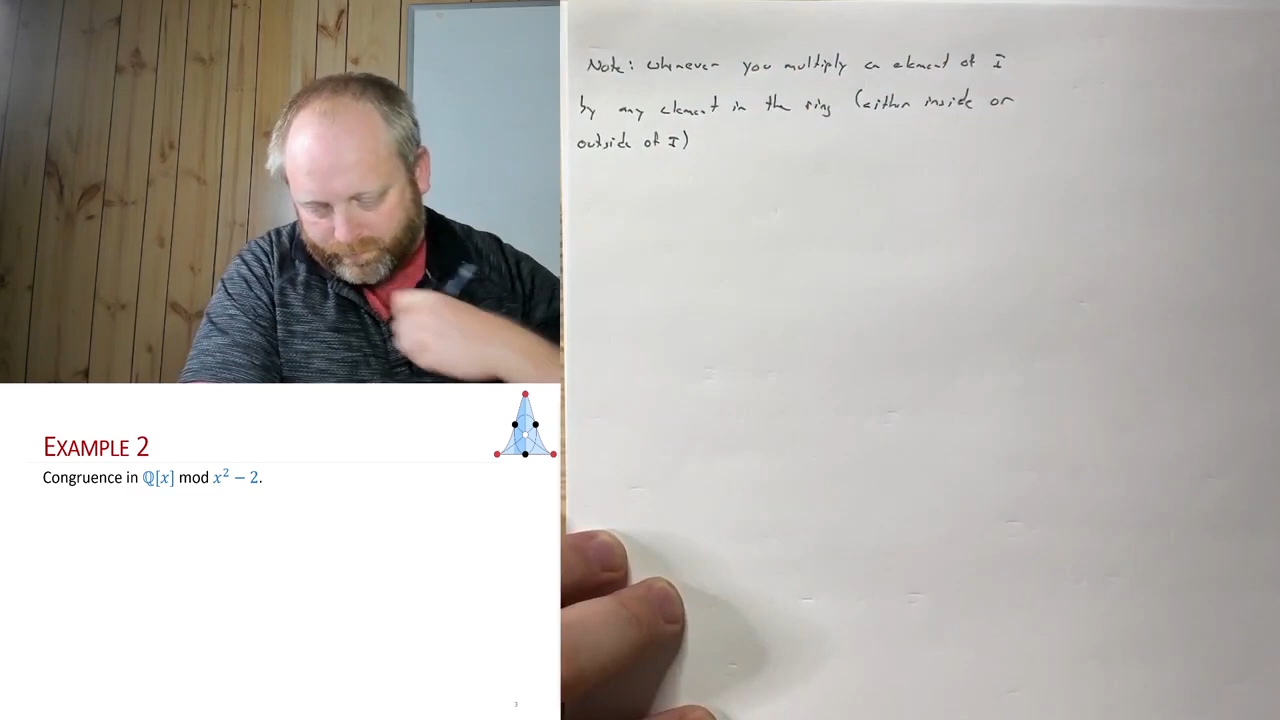 Note: Whenever you multiply an element of I
by any element in the ring (either inside or
outside of I)
EXAMPLE 2
Congruence in ℚ[x] mod x² − 2.
3